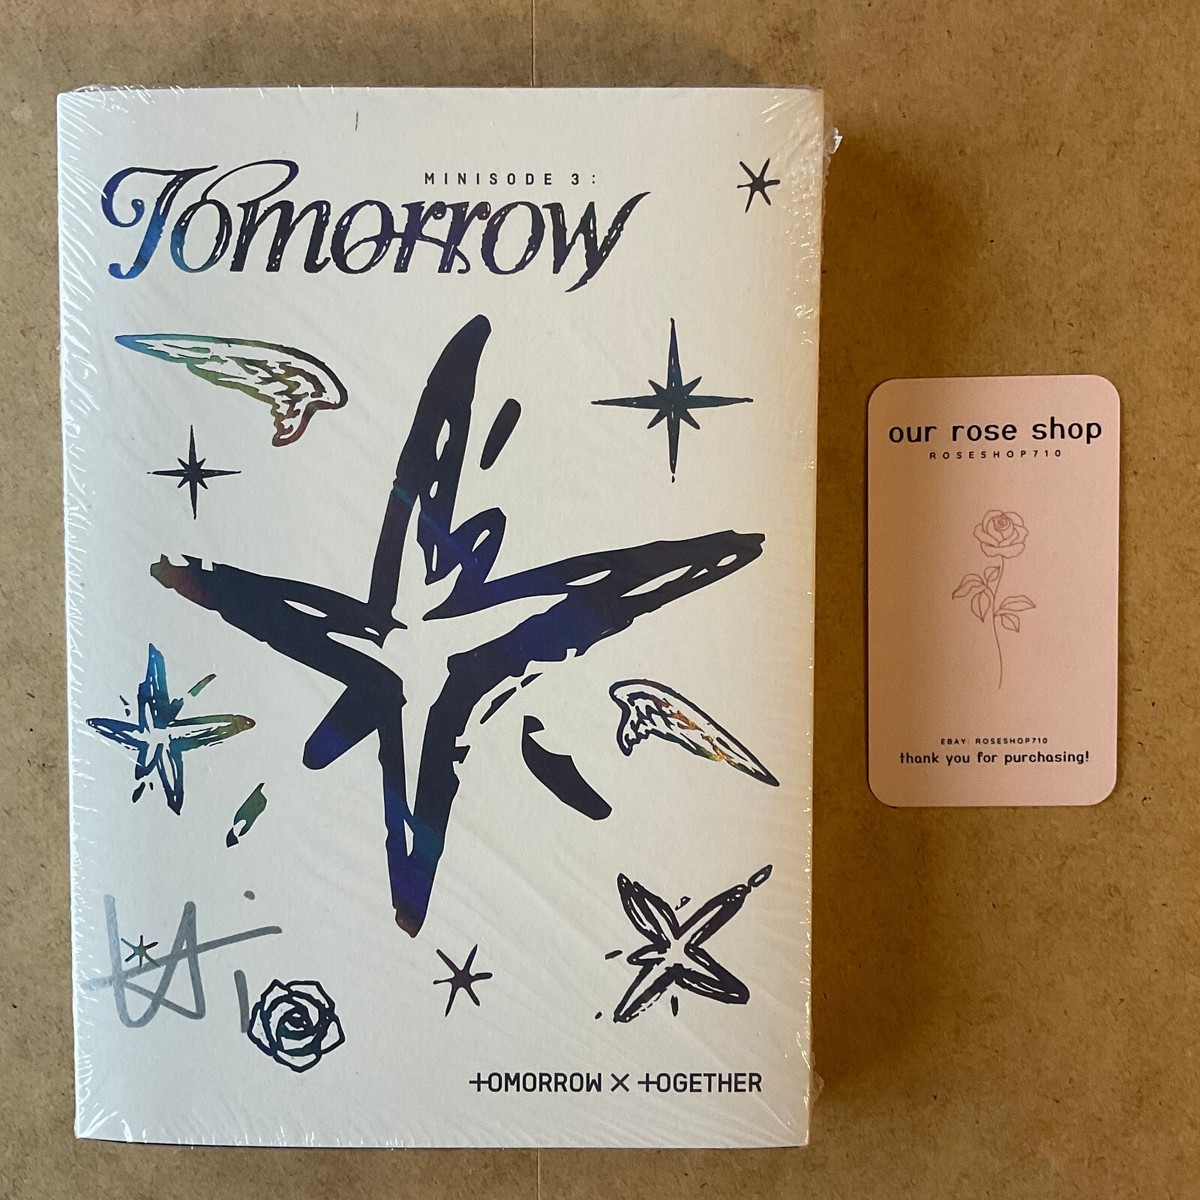 MINISODE 3:
Tomorrow
TOMORROW X TOGETHER
our rose shop
ROSESHOP710
EBAY: ROSESHOP710
thank you for purchasing!